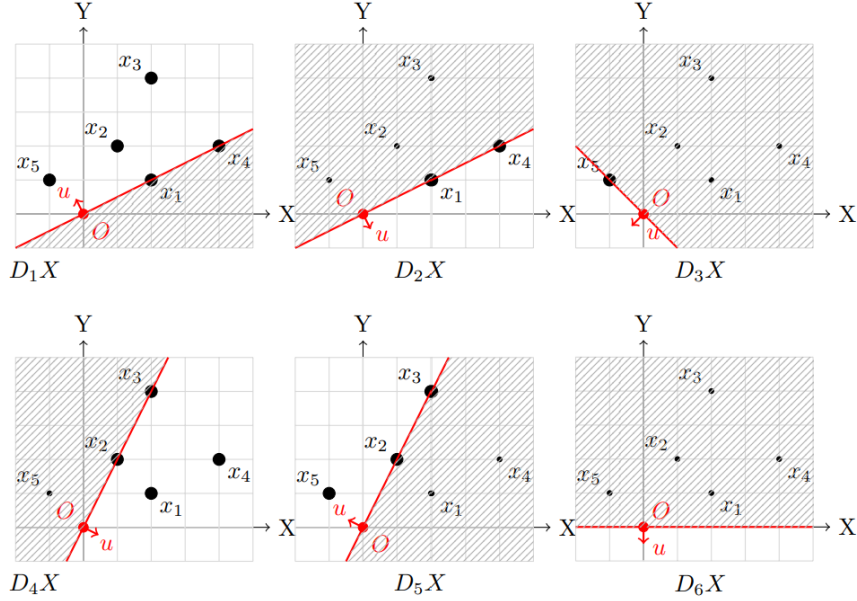 Y Y Y
x₃ x₃ x₃
x₂ x₂ x₂
x₅ x₄ x₅ x₄ x₅ x₄
u x₁ O x₁ O x₁
O X u X u X
D₁X D₂X D₃X
Y Y Y
x₃ x₃ x₃
x₂ x₂ x₂
x₅ x₄ x₄ x₅ x₄
O x₁ u x₁ O x₁
u X O X u X
D₄X D₅X D₆X